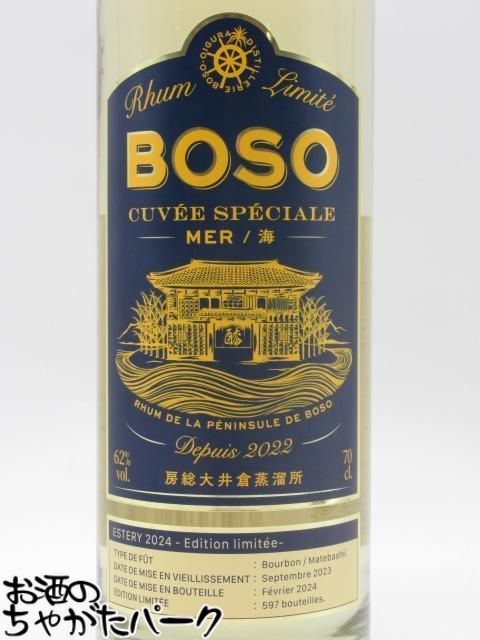 BOSO-OIGURA DISTILLERIE
Rhum Limité
BOSO
CUVÉE SPÉCIALE
MER / 海
酔
RHUM DE LA PÉNINSULE DE BOSO
Depuis 2022
62% vol.
70 cl.
房総大井倉蒸溜所
ESTERY 2024 - Edition limitée-
TYPE DE FÛT : Bourbon / Matebashii
DATE DE MISE EN VIEILLISSEMENT : Septembre 2023
DATE DE MISE EN BOUTEILLE : Février 2024
EDITION LIMITÉE : 597 bouteilles.
お酒の
ちゃがたパーク